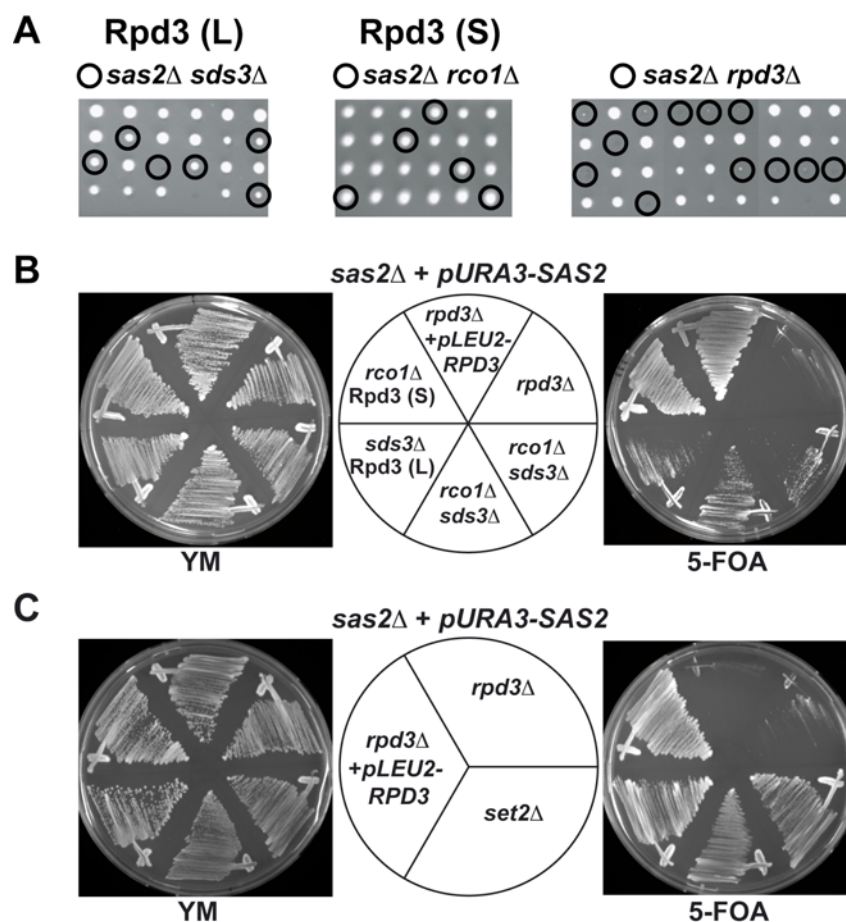 A
Rpd3 (L)
Rpd3 (S)
sas2Δ sds3Δ
sas2Δ rco1Δ
sas2Δ rpd3Δ
B
sas2Δ + pURA3-SAS2
rpd3Δ
+pLEU2-
RPD3
rco1Δ
Rpd3 (S)
rpd3Δ
sds3Δ
Rpd3 (L)
rco1Δ
sds3Δ
rco1Δ
sds3Δ
YM
5-FOA
C
sas2Δ + pURA3-SAS2
rpd3Δ
rpd3Δ
+pLEU2-
RPD3
set2Δ
YM
5-FOA